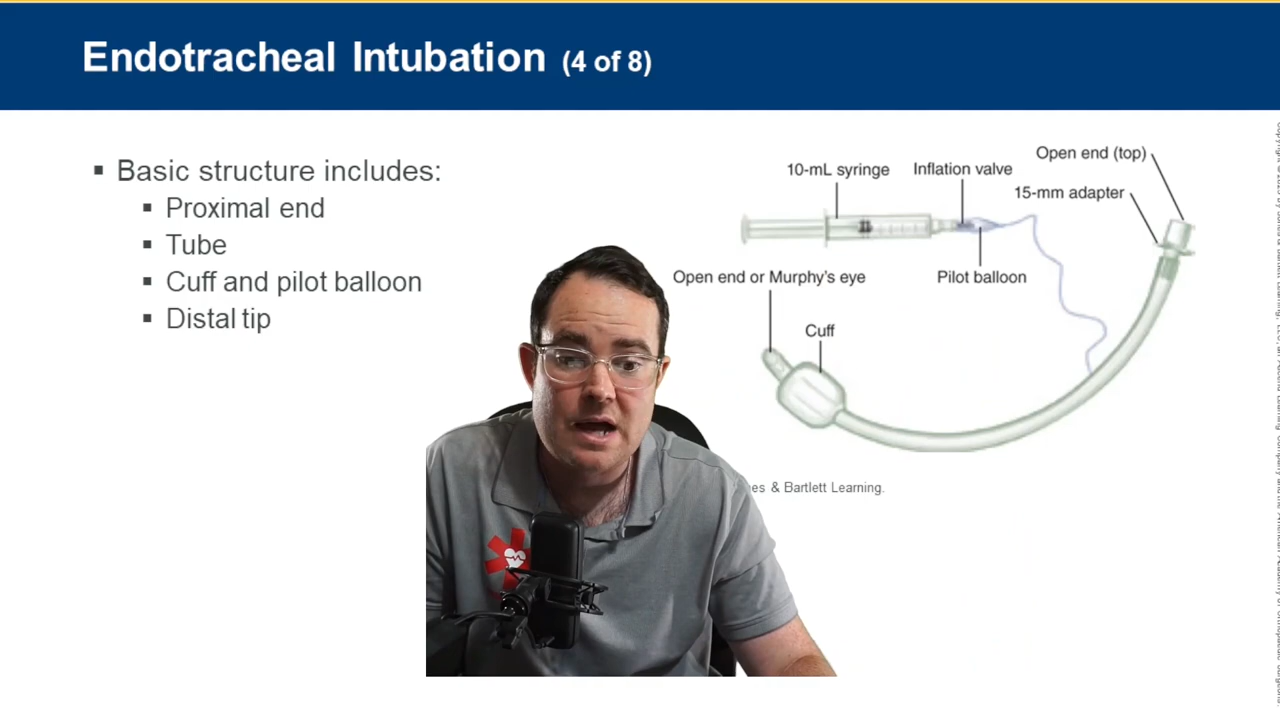 Endotracheal Intubation (4 of 8)
▪ Basic structure includes:
▪ Proximal end
▪ Tube
▪ Cuff and pilot balloon
▪ Distal tip
Open end (top)
10-mL syringe
Inflation valve
15-mm adapter
Open end or Murphy's eye
Pilot balloon
Cuff
& Bartlett Learning.